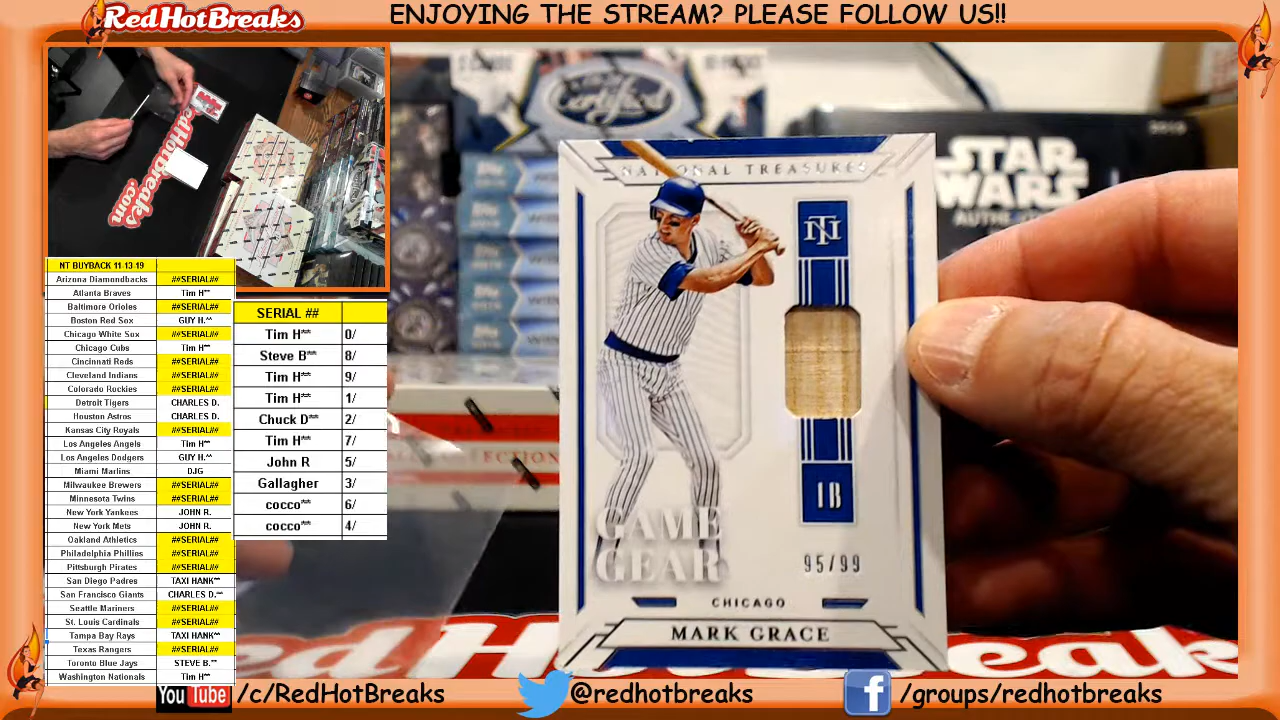 RedHotBreaks
ENJOYING THE STREAM? PLEASE FOLLOW US!!
RedHotBreaks
.com
NT BUYBACK 11-13-19
Arizona Diamondbacks ##SERIAL##
Atlanta Braves Tim H**
Baltimore Orioles ##SERIAL##
Boston Red Sox GUY H.^^
Chicago White Sox ##SERIAL##
Chicago Cubs Tim H**
Cincinnati Reds ##SERIAL##
Cleveland Indians ##SERIAL##
Colorado Rockies ##SERIAL##
Detroit Tigers CHARLES D.
Houston Astros CHARLES D.
Kansas City Royals ##SERIAL##
Los Angeles Angels Tim H**
Los Angeles Dodgers GUY H.^^
Miami Marlins DJG
Milwaukee Brewers ##SERIAL##
Minnesota Twins ##SERIAL##
New York Yankees JOHN R.
New York Mets JOHN R.
Oakland Athletics ##SERIAL##
Philadelphia Phillies ##SERIAL##
Pittsburgh Pirates ##SERIAL##
San Diego Padres TAXI HANK**
San Francisco Giants CHARLES D.**
Seattle Mariners ##SERIAL##
St. Louis Cardinals ##SERIAL##
Tampa Bay Rays TAXI HANK**
Texas Rangers ##SERIAL##
Toronto Blue Jays STEVE B.**
Washington Nationals Tim H**
SERIAL ##
Tim H** 0/
Steve B** 8/
Tim H** 9/
Tim H** 1/
Chuck D** 2/
Tim H** 7/
John R 5/
Gallagher 3/
cocco** 6/
cocco** 4/
Certified
STAR
WARS
NATIONAL TREASURES
NT
1B
GAME
GEAR
95/99
CHICAGO
MARK GRACE
YouTube /c/RedHotBreaks
@redhotbreaks
f /groups/redhotbreaks